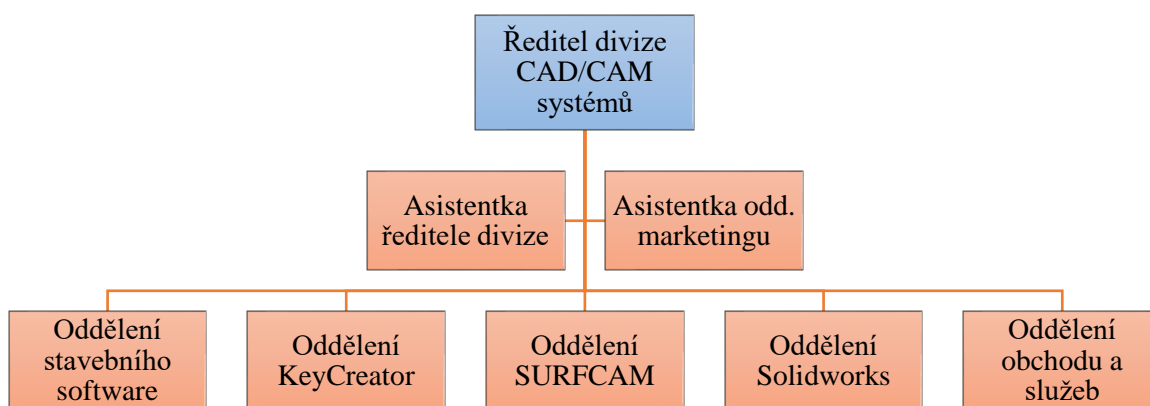 Ředitel divize
CAD/CAM
systémů
Asistentka
ředitele divize
Asistentka odd.
marketingu
Oddělení
stavebního
software
Oddělení
KeyCreator
Oddělení
SURFCAM
Oddělení
Solidworks
Oddělení
obchodu a
služeb